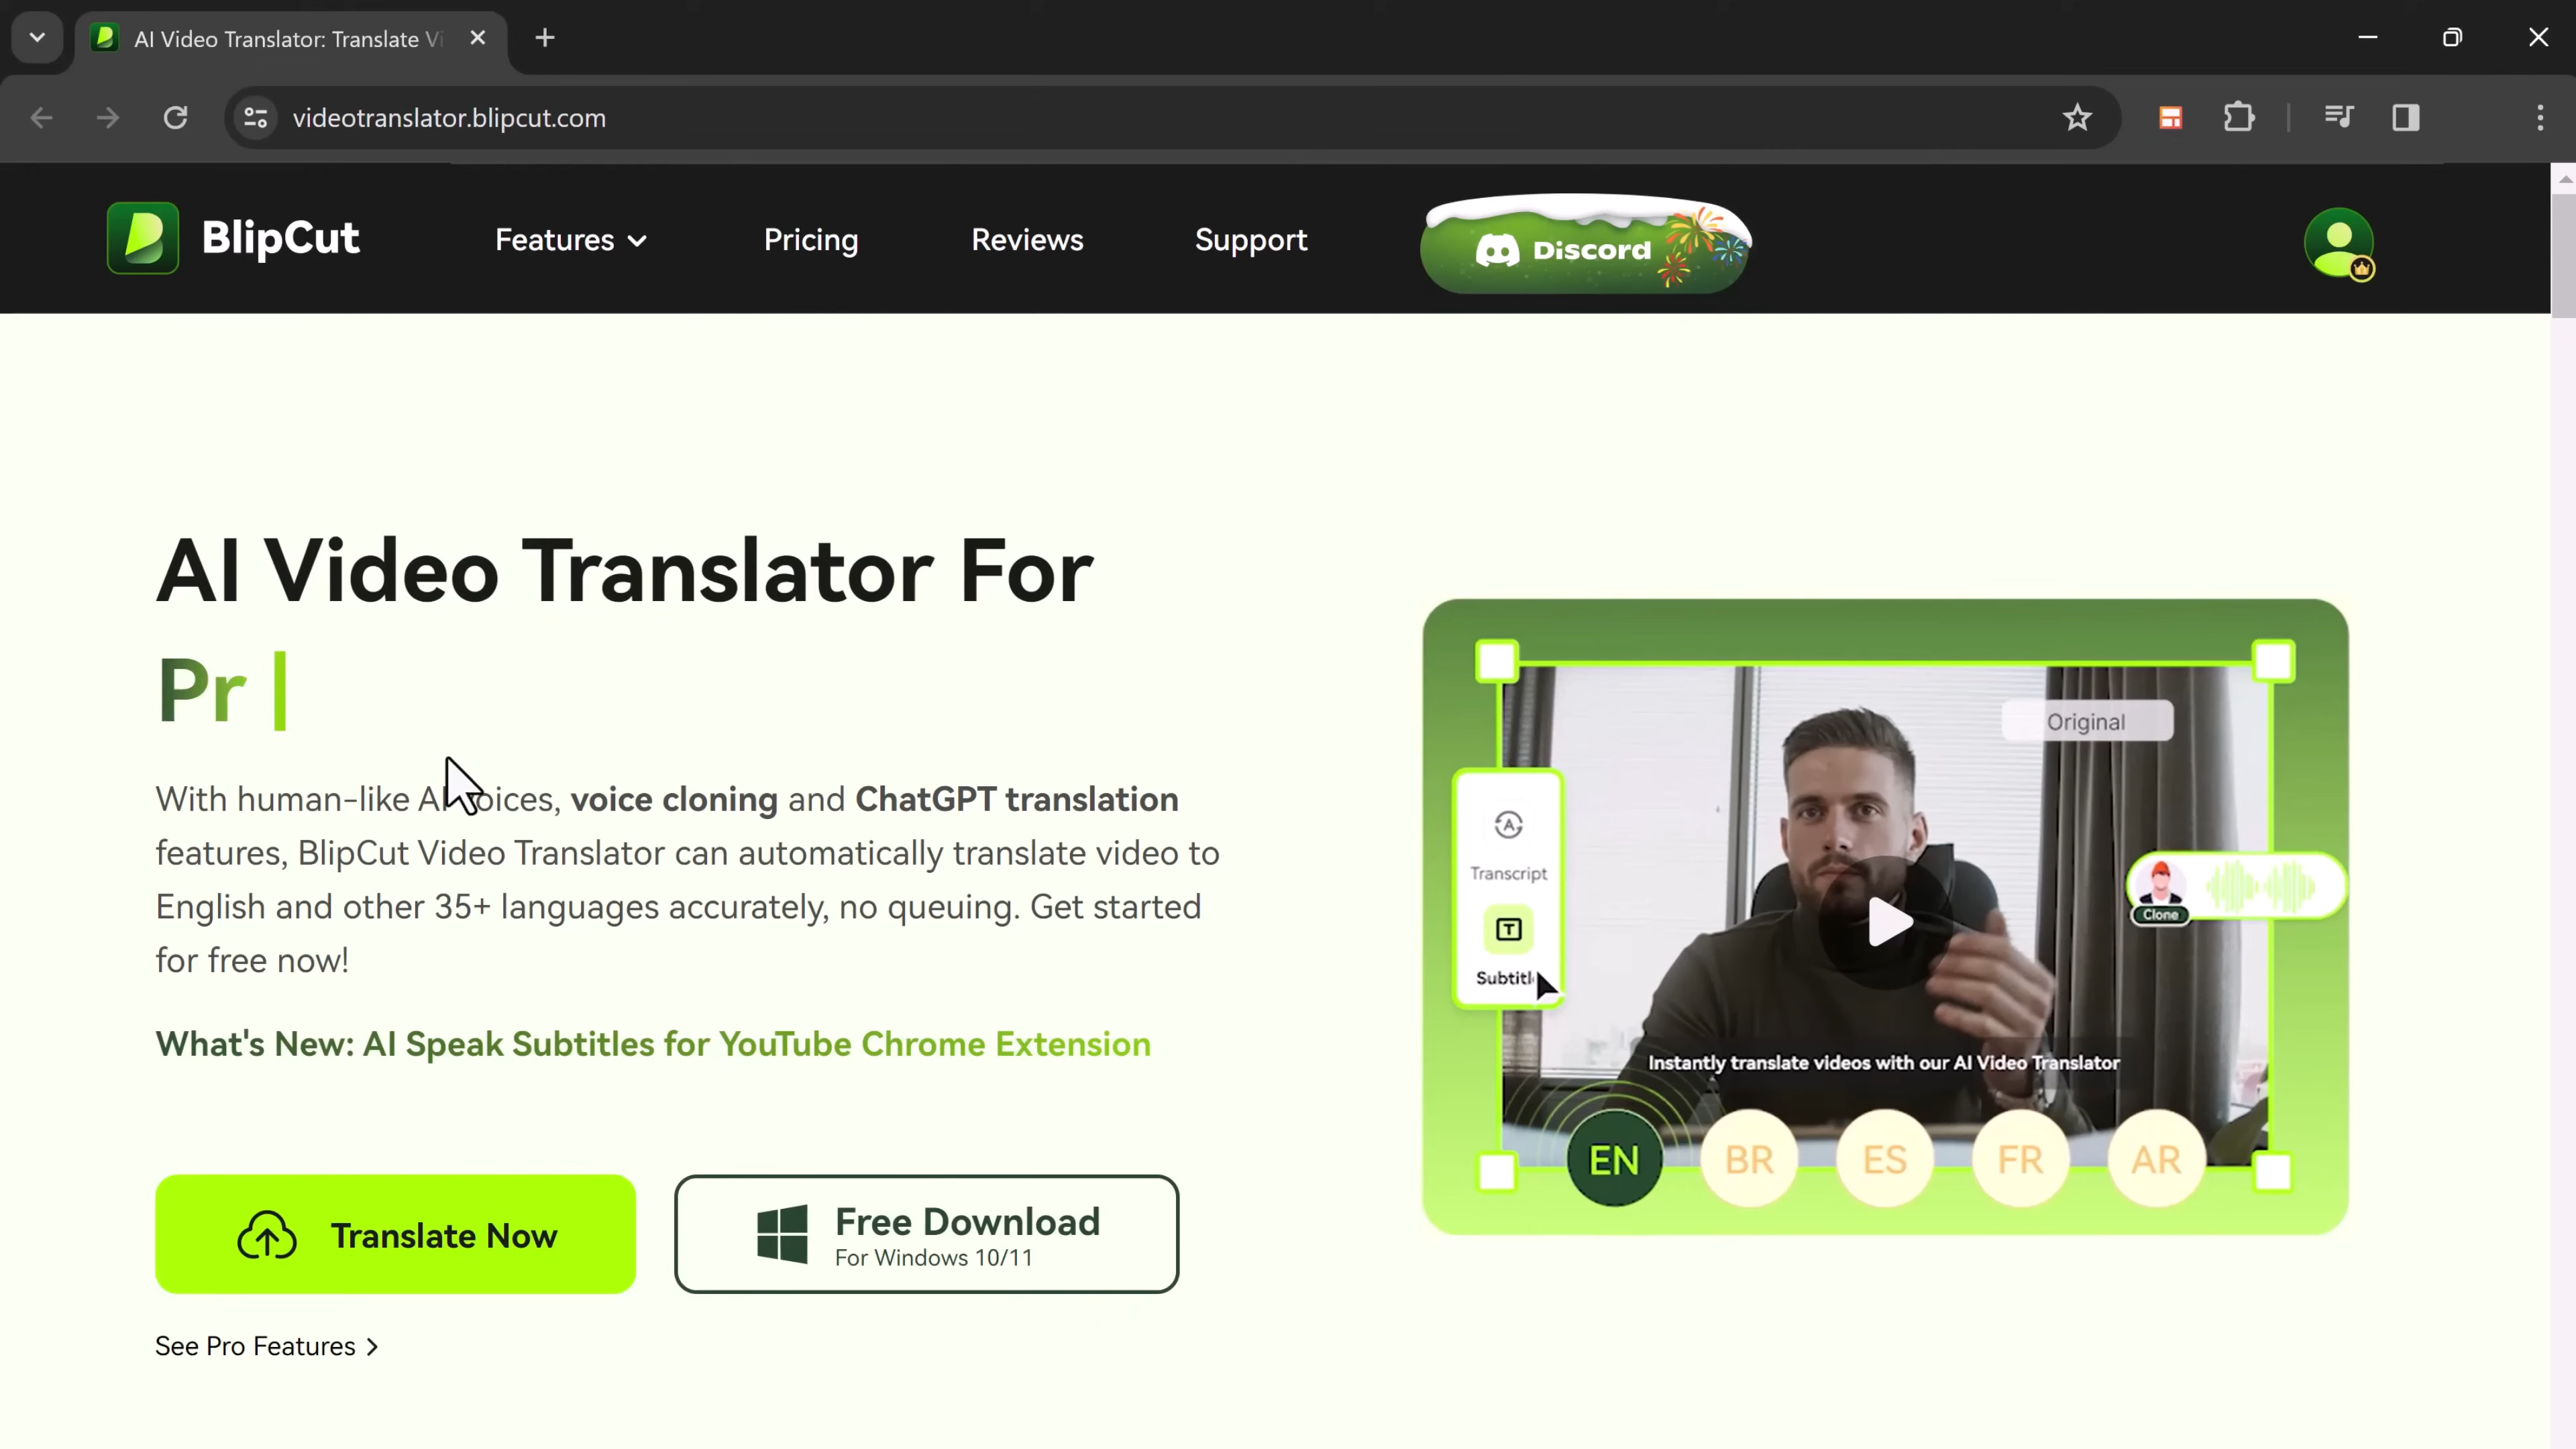 AI Video Translator: Translate Vi
videotranslator.blipcut.com
BlipCut
Features
Pricing
Reviews
Support
Discord
AI Video Translator For
Pr
With human-like AI voices, voice cloning and ChatGPT translation
features, BlipCut Video Translator can automatically translate video to
English and other 35+ languages accurately, no queuing. Get started
for free now!
What's New: AI Speak Subtitles for YouTube Chrome Extension
Translate Now
Free Download
For Windows 10/11
See Pro Features
Original
Transcript
Subtitl
Clone
Instantly translate videos with our AI Video Translator
EN
BR
ES
FR
AR